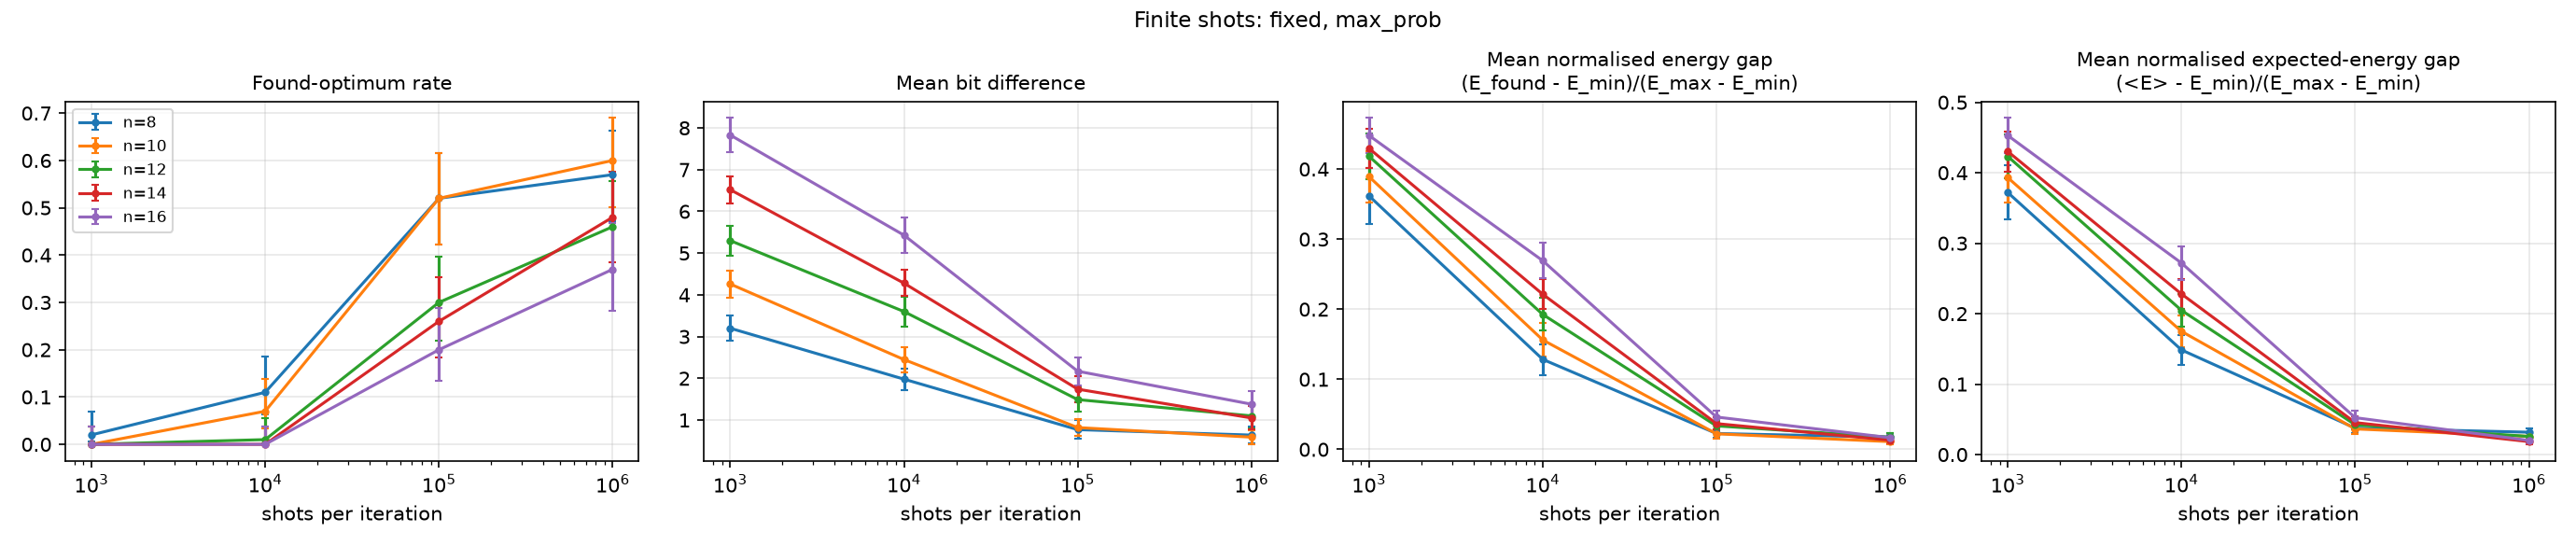 Finite shots: fixed, max_prob
Found-optimum rate
0.7
0.6
0.5
0.4
0.3
0.2
0.1
0.0
n=8
n=10
n=12
n=14
n=16
10³
10⁴
10⁵
10⁶
shots per iteration
Mean bit difference
8
7
6
5
4
3
2
1
10³
10⁴
10⁵
10⁶
shots per iteration
Mean normalised energy gap
(E_found - E_min)/(E_max - E_min)
0.4
0.3
0.2
0.1
0.0
10³
10⁴
10⁵
10⁶
shots per iteration
Mean normalised expected-energy gap
(<E> - E_min)/(E_max - E_min)
0.5
0.4
0.3
0.2
0.1
0.0
10³
10⁴
10⁵
10⁶
shots per iteration